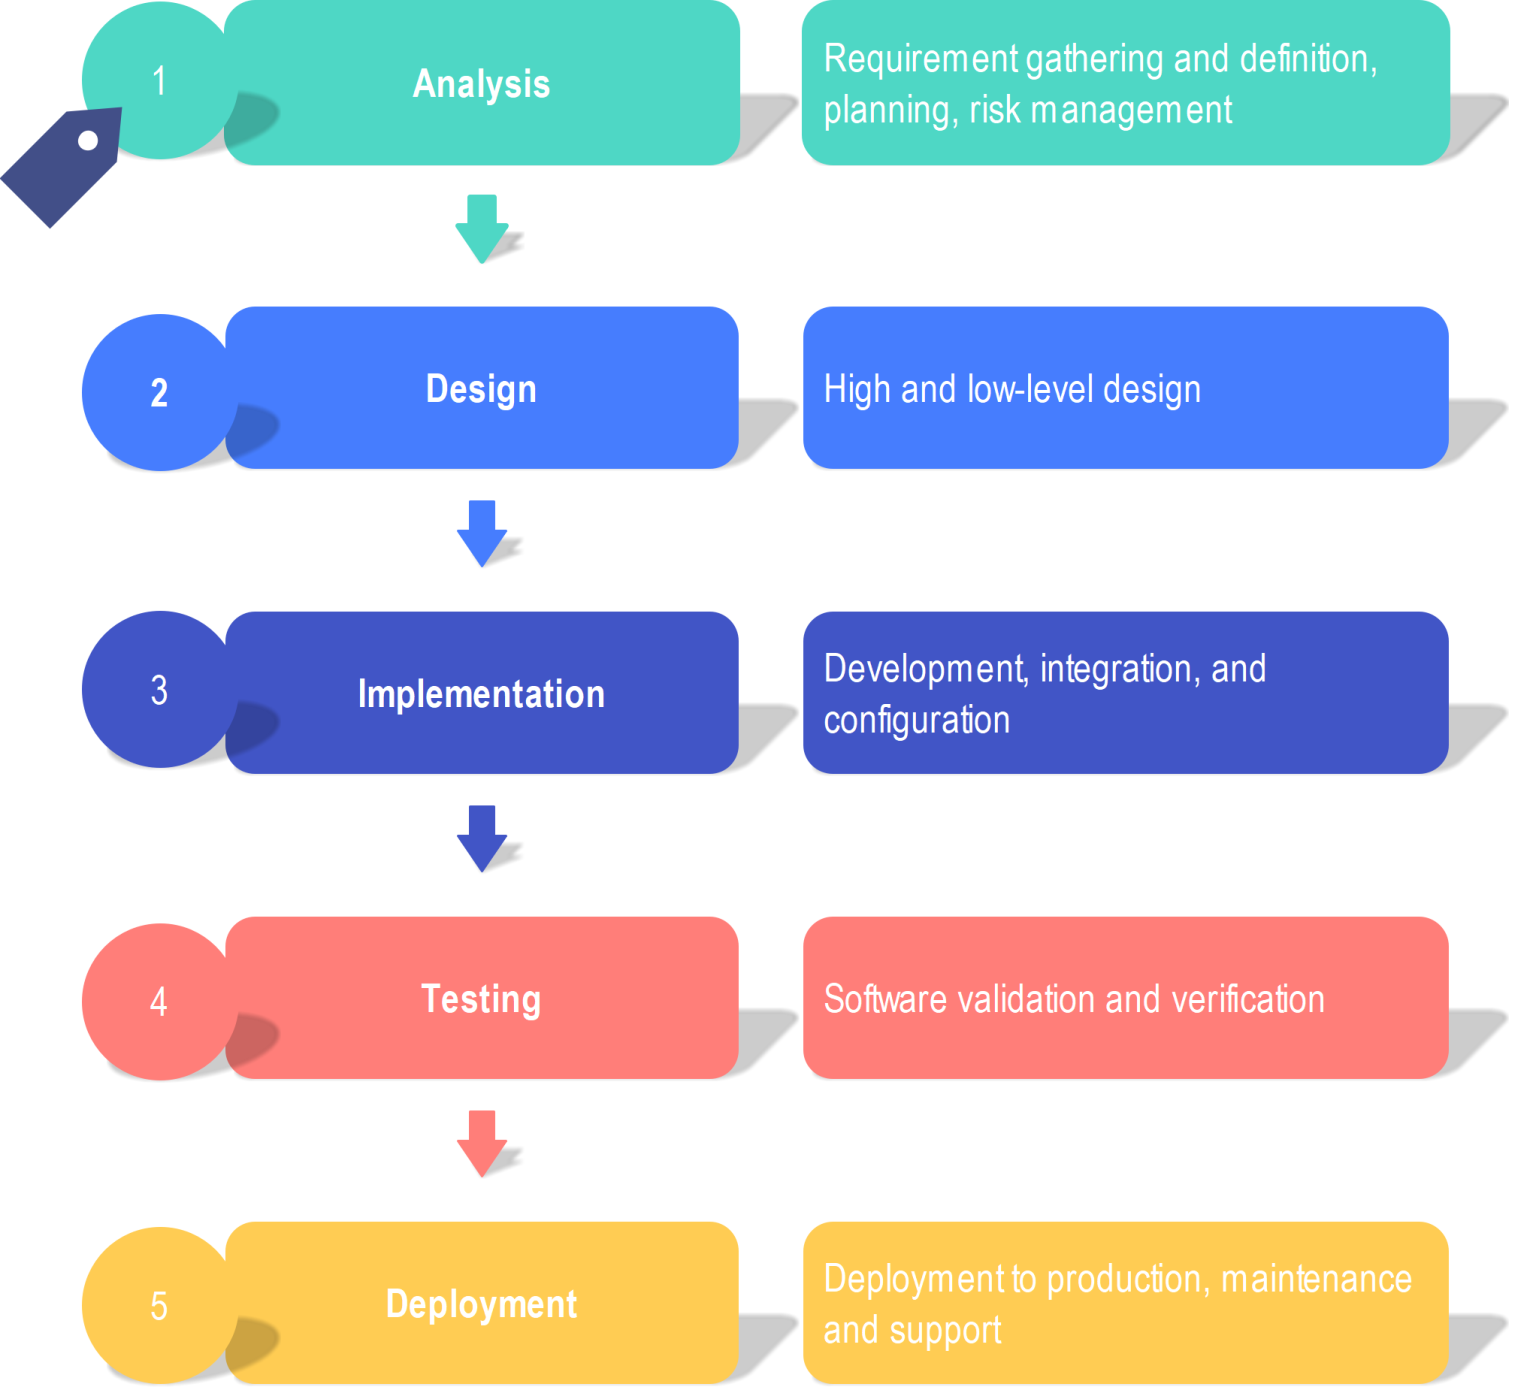 1
Analysis
Requirement gathering and definition,
planning, risk management
2
Design
High and low-level design
3
Implementation
Development, integration, and
configuration
4
Testing
Software validation and verification
5
Deployment
Deployment to production, maintenance
and support